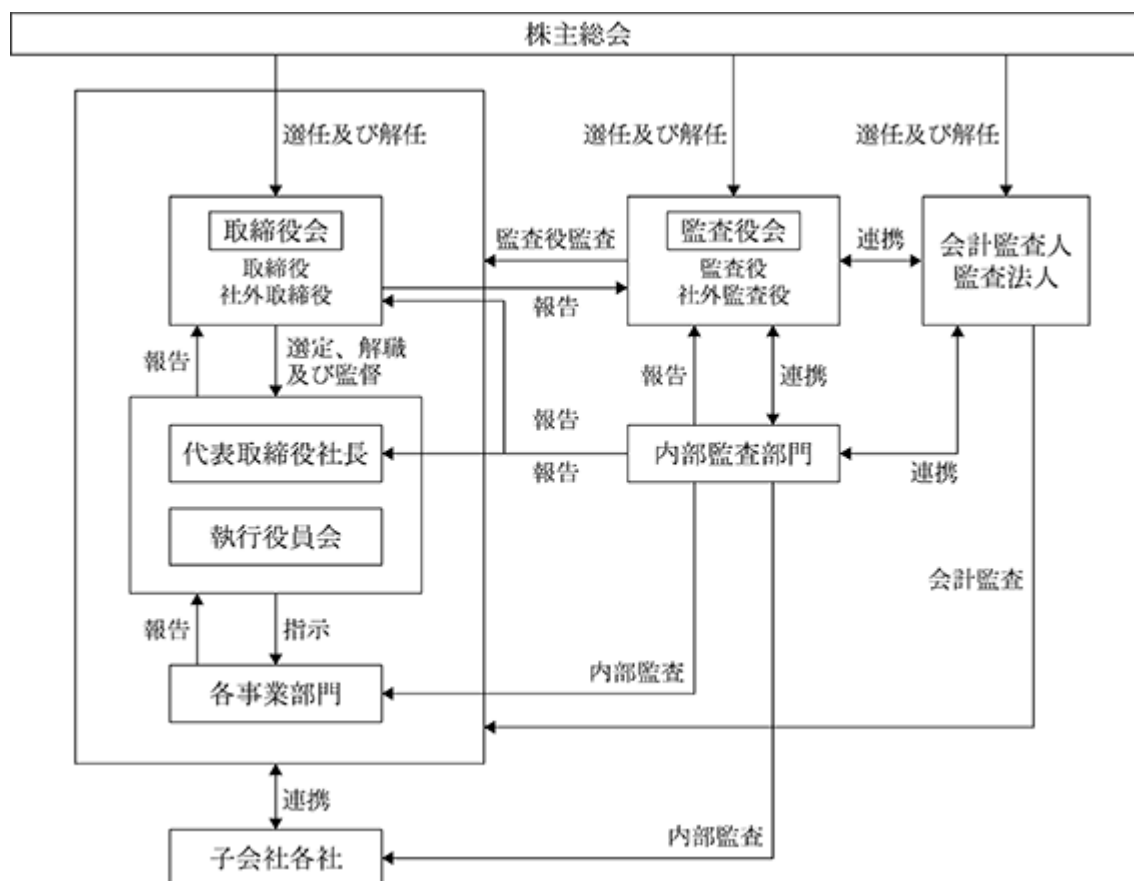 株主総会
選任及び解任
選任及び解任
選任及び解任
取締役会
取締役
社外取締役
監査役監査
報告
監査役会
監査役
社外監査役
連携
会計監査人
監査法人
報告
選定、解職
及び監督
報告
連携
代表取締役社長
報告
報告
内部監査部門
連携
執行役員会
会計監査
報告
指示
各事業部門
内部監査
連携
子会社各社
内部監査